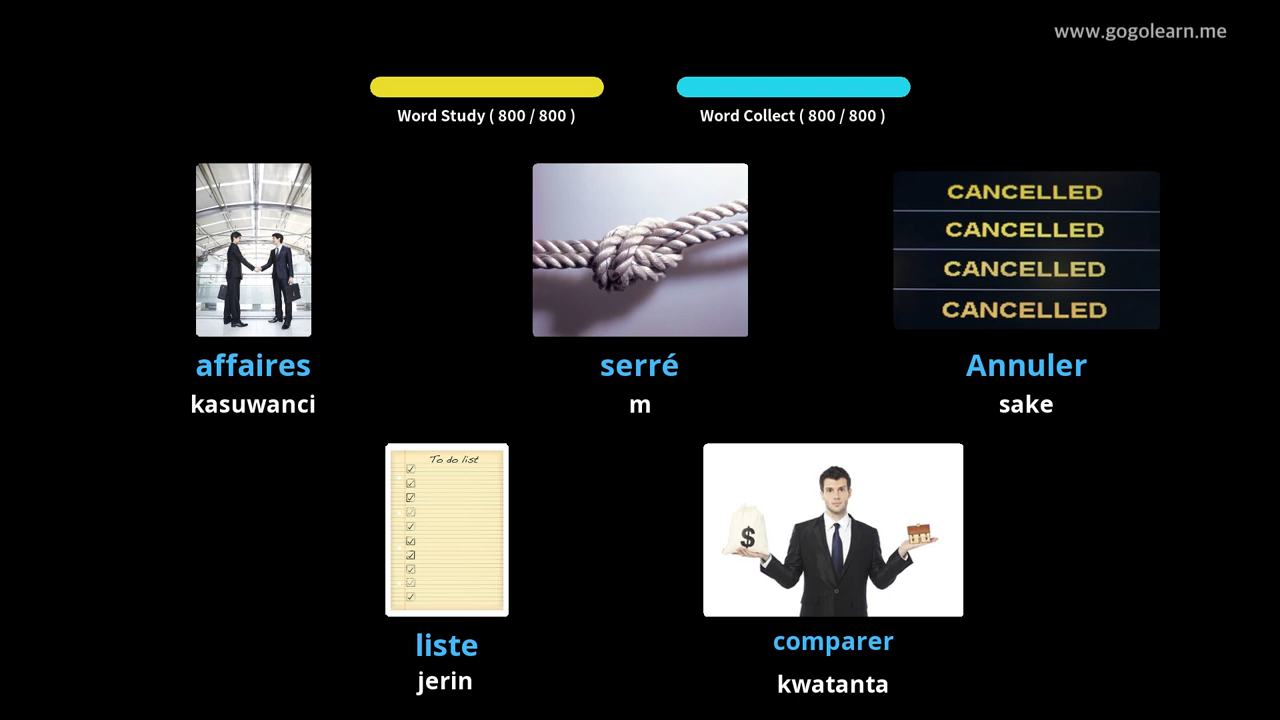 www.gogolearn.me
Word Study ( 800 / 800 )
Word Collect ( 800 / 800 )
CANCELLED
CANCELLED
CANCELLED
CANCELLED
affaires
serré
Annuler
kasuwanci
m
sake
To do list
$
liste
comparer
jerin
kwatanta